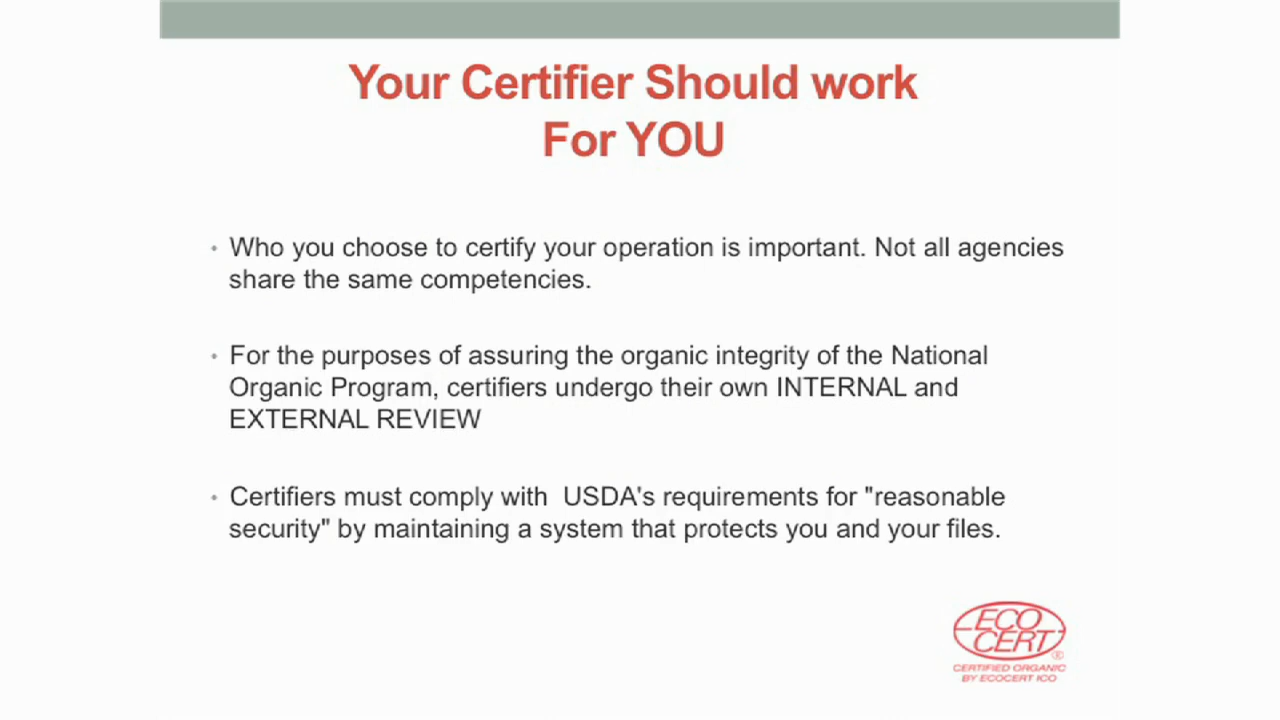 Your Certifier Should work
For YOU
• Who you choose to certify your operation is important. Not all agencies
share the same competencies.
• For the purposes of assuring the organic integrity of the National
Organic Program, certifiers undergo their own INTERNAL and
EXTERNAL REVIEW
• Certifiers must comply with  USDA's requirements for "reasonable
security" by maintaining a system that protects you and your files.
ECO
CERT
®
CERTIFIED ORGANIC
BY ECOCERT ICO